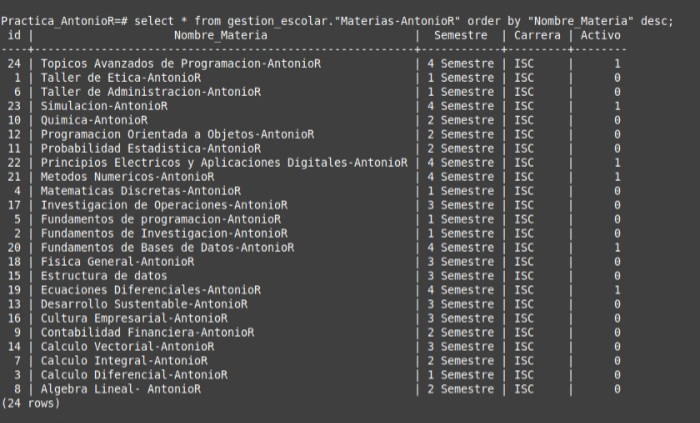 Practica_AntonioR=# select * from gestion_escolar."Materias-AntonioR" order by "Nombre_Materia" desc;
 id |                     Nombre_Materia                     |  Semestre  | Carrera | Activo
----+--------------------------------------------------------+------------+---------+--------
 24 | Topicos Avanzados de Programacion-AntonioR             | 4 Semestre | ISC     |      1
  1 | Taller de Etica-AntonioR                               | 1 Semestre | ISC     |      0
  6 | Taller de Administracion-AntonioR                      | 1 Semestre | ISC     |      0
 23 | Simulacion-AntonioR                                    | 4 Semestre | ISC     |      1
 10 | Quimica-AntonioR                                       | 2 Semestre | ISC     |      0
 12 | Programacion Orientada a Objetos-AntonioR              | 2 Semestre | ISC     |      0
 11 | Probabilidad Estadistica-AntonioR                      | 2 Semestre | ISC     |      0
 22 | Principios Electricos y Aplicaciones Digitales-AntonioR | 4 Semestre | ISC     |      1
 21 | Metodos Numericos-AntonioR                             | 4 Semestre | ISC     |      1
  4 | Matematicas Discretas-AntonioR                         | 1 Semestre | ISC     |      0
 17 | Investigacion de Operaciones-AntonioR                  | 3 Semestre | ISC     |      0
  5 | Fundamentos de programacion-AntonioR                   | 1 Semestre | ISC     |      0
  2 | Fundamentos de Investigacion-AntonioR                  | 1 Semestre | ISC     |      0
 20 | Fundamentos de Bases de Datos-AntonioR                 | 4 Semestre | ISC     |      1
 18 | Fisica General-AntonioR                                | 3 Semestre | ISC     |      0
 15 | Estructura de datos                                    | 3 Semestre | ISC     |      0
 19 | Ecuaciones Diferenciales-AntonioR                      | 4 Semestre | ISC     |      1
 13 | Desarrollo Sustentable-AntonioR                        | 3 Semestre | ISC     |      0
 16 | Cultura Empresarial-AntonioR                           | 3 Semestre | ISC     |      0
  9 | Contabilidad Financiera-AntonioR                       | 2 Semestre | ISC     |      0
 14 | Calculo Vectorial-AntonioR                             | 3 Semestre | ISC     |      0
  7 | Calculo Integral-AntonioR                              | 2 Semestre | ISC     |      0
  3 | Calculo Diferencial-AntonioR                           | 1 Semestre | ISC     |      0
  8 | Algebra Lineal- AntonioR                               | 2 Semestre | ISC     |      0
(24 rows)